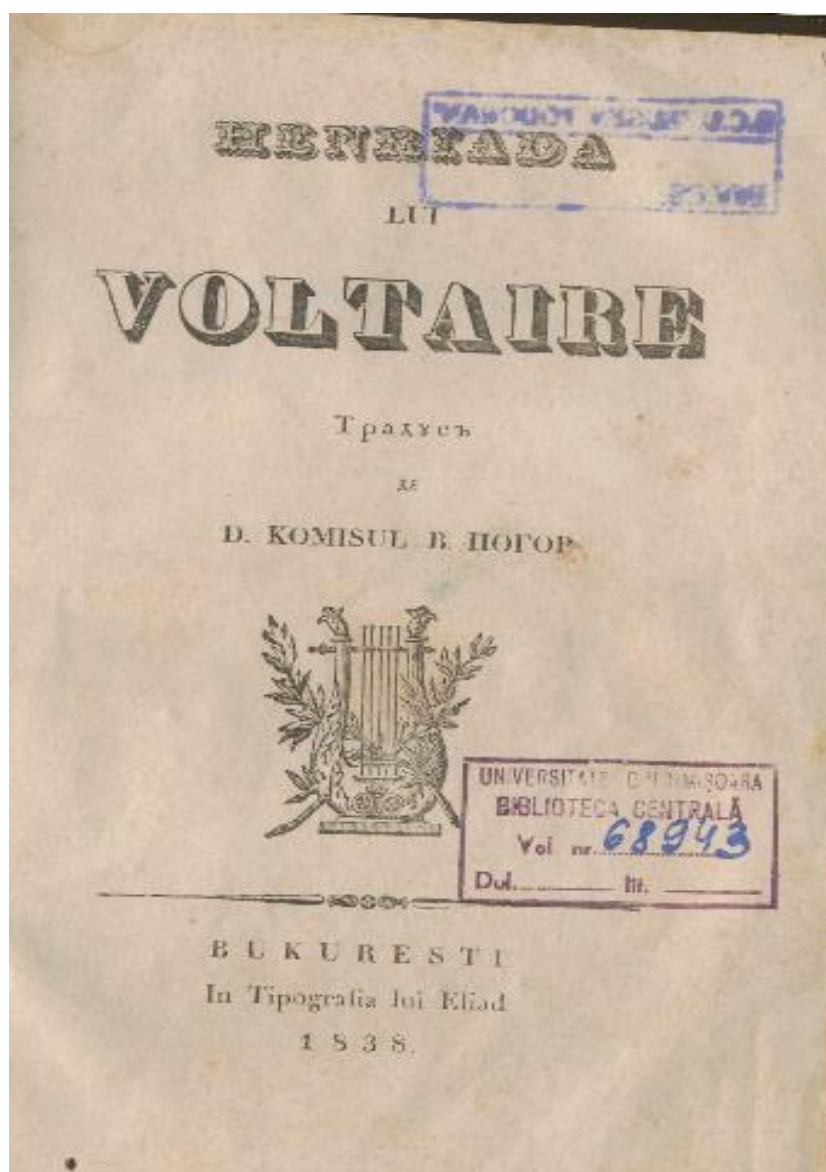 HENRIADA
LUI
VOLTAIRE
Традꙋсъ
де
D. KOMISUL В. ПОГОР
UNIVERSITATEA DIN TIMIȘOARA
BIBLIOTECA CENTRALĂ
Vol nr. 68943
Dul. lit.
BUKURESTI
In Tipografia lui Eliad
1838.